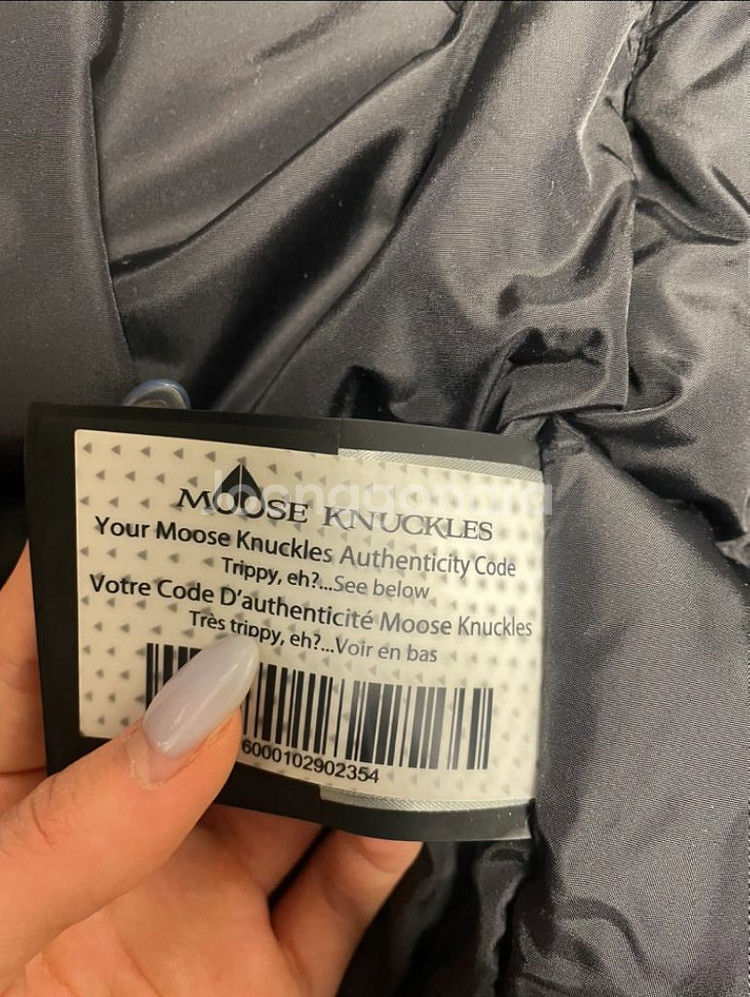 MOOSE KNUCKLES
Your Moose Knuckles Authenticity Code
Trippy, eh?...See below
Votre Code D'authenticité Moose Knuckles
Très trippy, eh?...Voir en bas
6000102902354
joonggonara